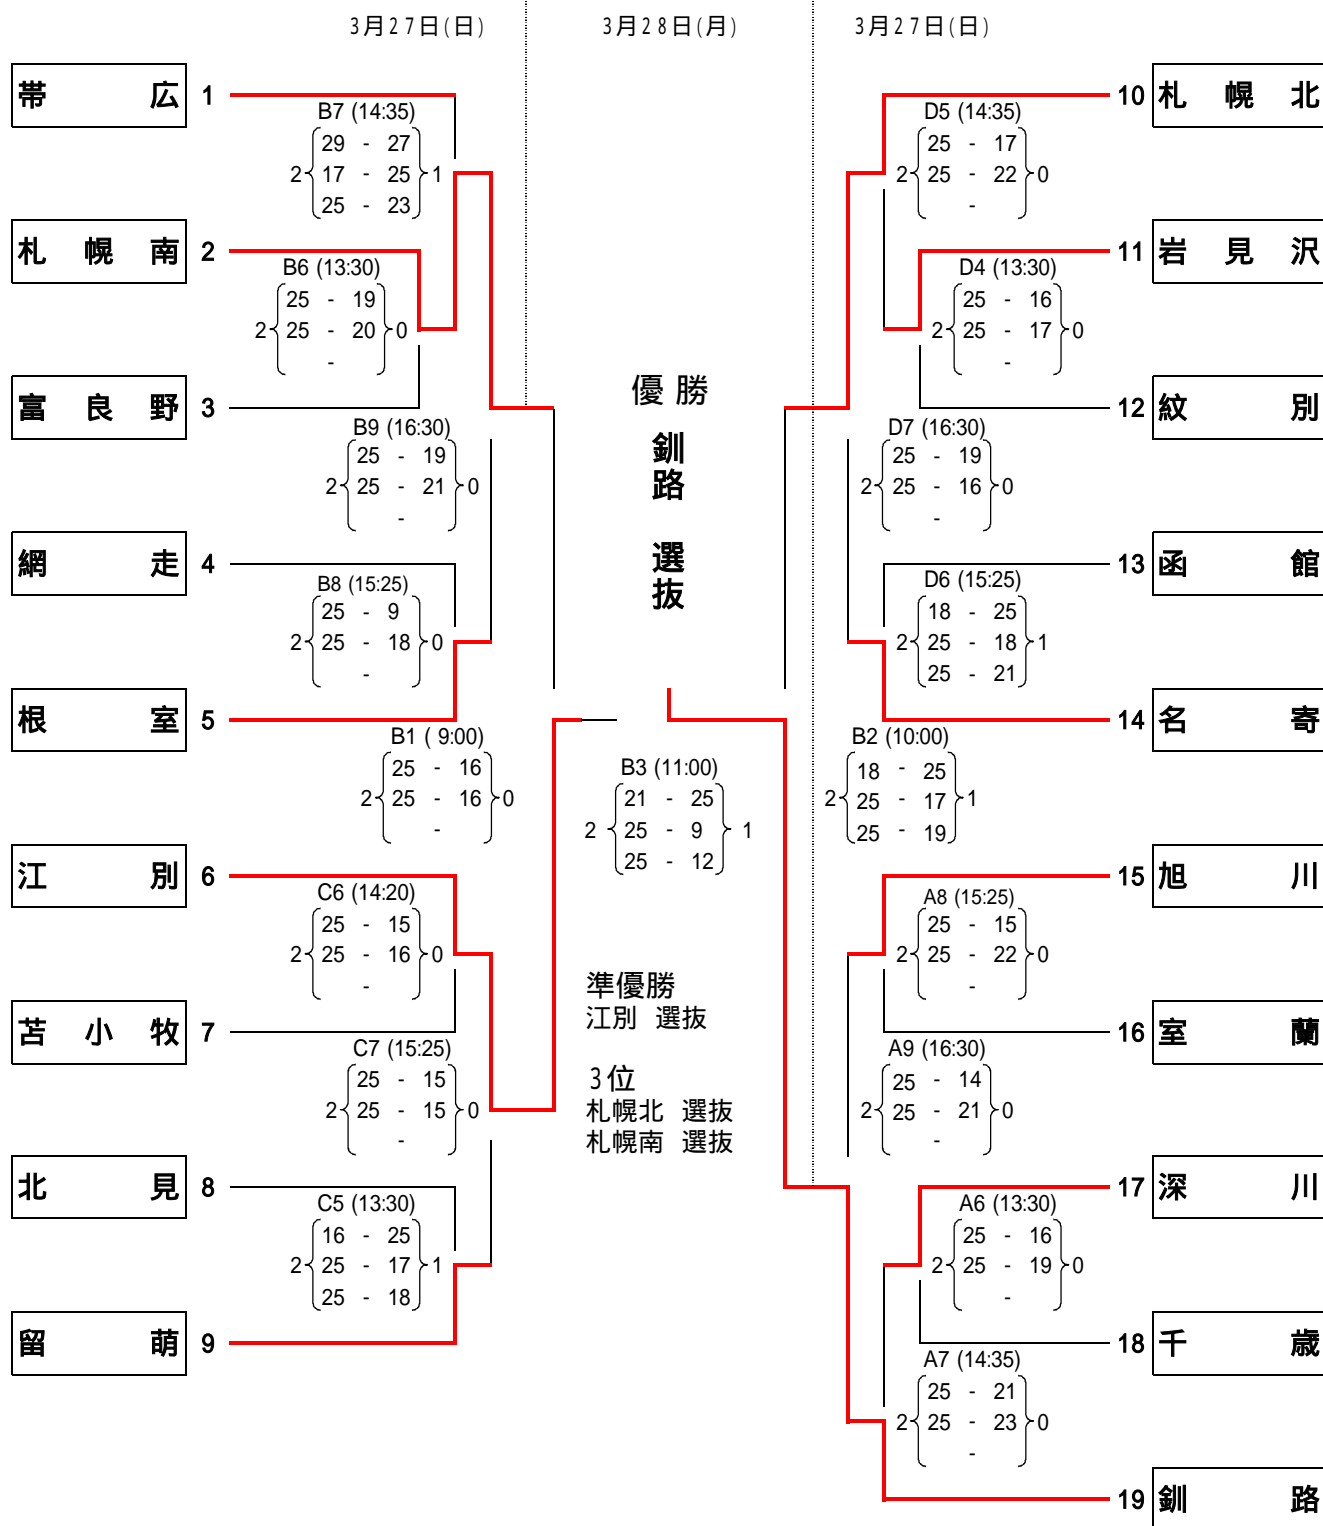 3月27日(日) 3月28日(月) 3月27日(日)
帯広 1
B7 (14:35)
29 - 27
2 17 - 25 1
25 - 23
札幌南 2
B6 (13:30)
25 - 19
2 25 - 20 0
-
富良野 3
B9 (16:30)
25 - 19
2 25 - 21 0
-
網走 4
B8 (15:25)
25 - 9
2 25 - 18 0
-
根室 5
B1 ( 9:00)
25 - 16
2 25 - 16 0
-
江別 6
C6 (14:20)
25 - 15
2 25 - 16 0
-
苫小牧 7
C7 (15:25)
25 - 15
2 25 - 15 0
-
北見 8
C5 (13:30)
16 - 25
2 25 - 17 1
25 - 18
留萌 9
優勝
釧路 選抜
B3 (11:00)
21 - 25
2 25 - 9 1
25 - 12
準優勝
江別 選抜
3位
札幌北 選抜
札幌南 選抜
10 札幌北
D5 (14:35)
25 - 17
2 25 - 22 0
-
11 岩見沢
D4 (13:30)
25 - 16
2 25 - 17 0
-
12 紋別
D7 (16:30)
25 - 19
2 25 - 16 0
-
13 函館
D6 (15:25)
18 - 25
2 25 - 18 1
25 - 21
14 名寄
B2 (10:00)
18 - 25
2 25 - 17 1
25 - 19
15 旭川
A8 (15:25)
25 - 15
2 25 - 22 0
-
16 室蘭
A9 (16:30)
25 - 14
2 25 - 21 0
-
17 深川
A6 (13:30)
25 - 16
2 25 - 19 0
-
18 千歳
A7 (14:35)
25 - 21
2 25 - 23 0
-
19 釧路